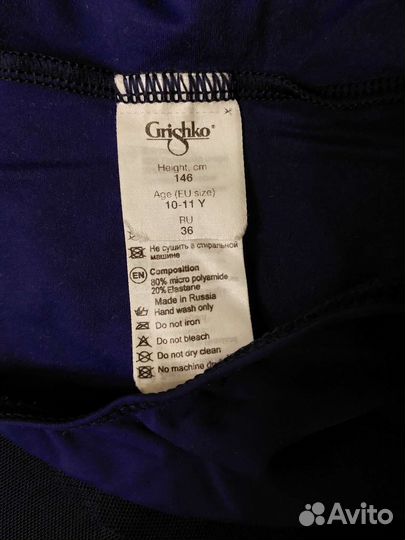 Grishko®
Height, cm
146
Age (EU size)
10-11 Y
RU
36
Не сушить в стиральной
машине
EN Composition
80% micro polyamide
20% Elastane
Made in Russia
Hand wash only
Do not iron
Do not bleach
Do not dry clean
No machine
Avito